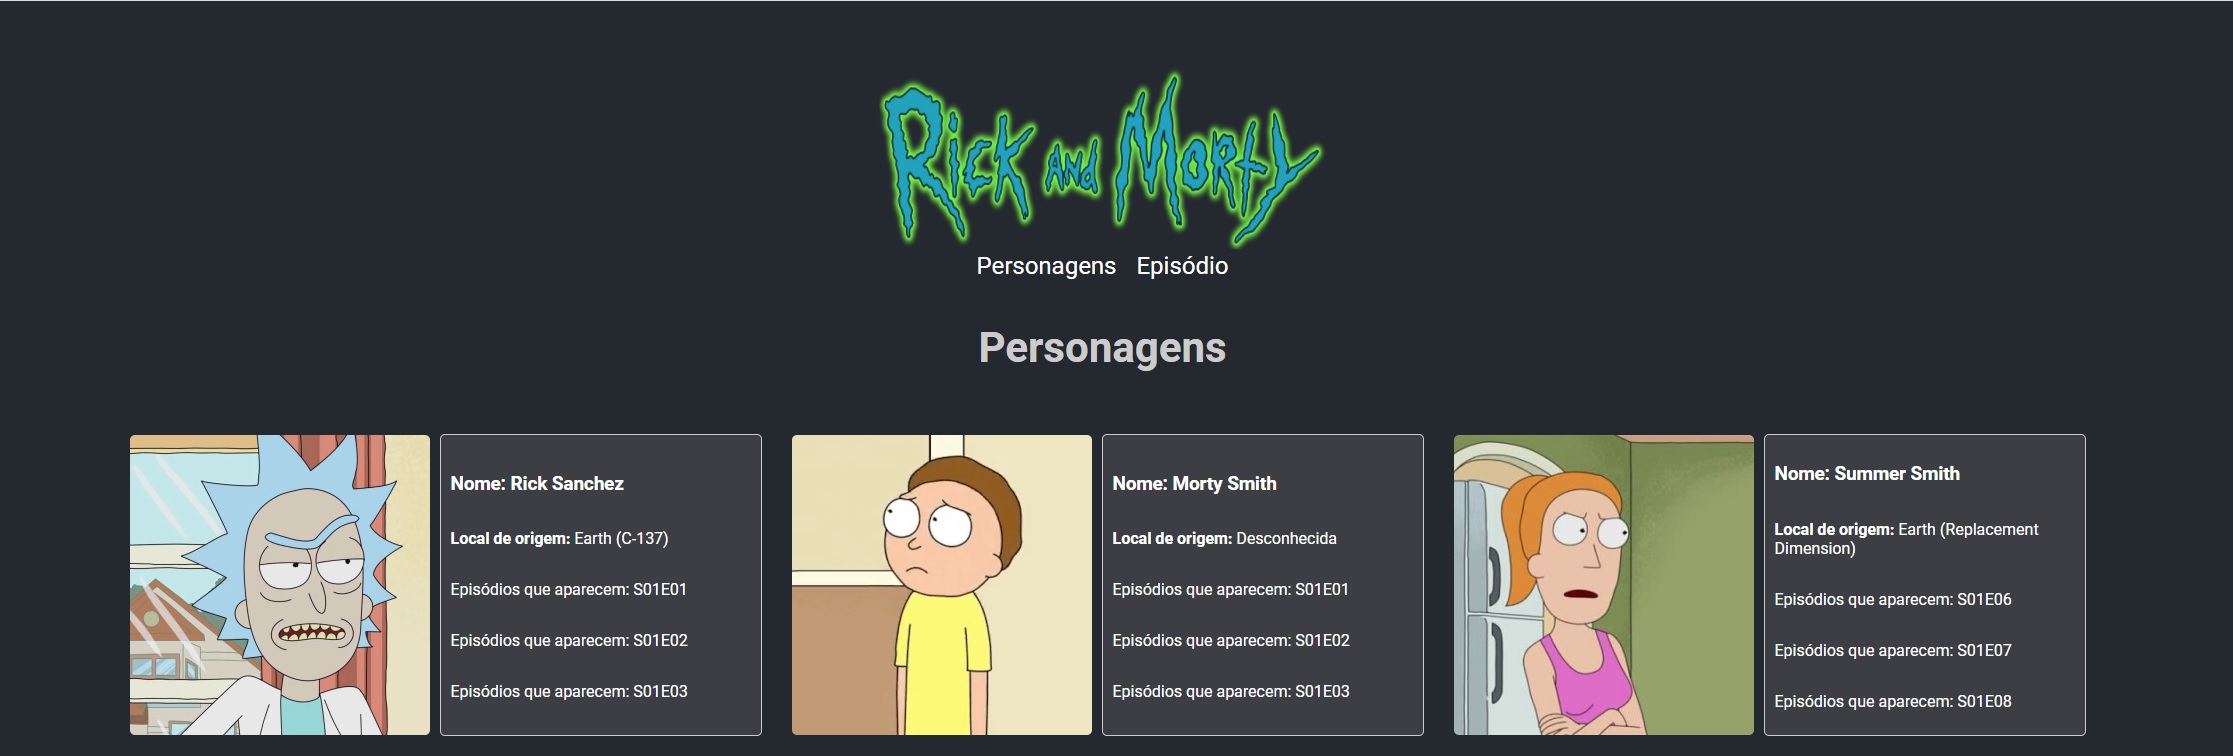 Rick and Morty
Personagens Episódio
Personagens
Nome: Rick Sanchez
Local de origem: Earth (C-137)
Episódios que aparecem: S01E01
Episódios que aparecem: S01E02
Episódios que aparecem: S01E03
Nome: Morty Smith
Local de origem: Desconhecida
Episódios que aparecem: S01E01
Episódios que aparecem: S01E02
Episódios que aparecem: S01E03
Nome: Summer Smith
Local de origem: Earth (Replacement
Dimension)
Episódios que aparecem: S01E06
Episódios que aparecem: S01E07
Episódios que aparecem: S01E08